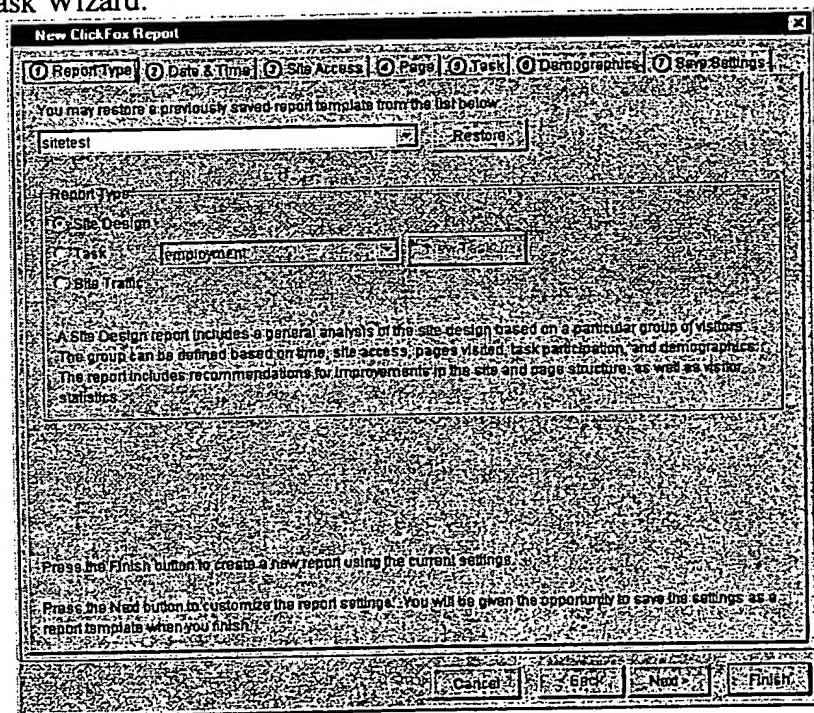 ask Wizard.
New ClickFox Report
① Report Type ② Date & Time ③ Site Access ④ Page ⑤ Task ⑥ Demographics ⑦ Save Settings
You may restore a previously saved report template from the list below.
sitetest Restore
Report Type
Site Design
Task employment View Task
Site Traffic
A Site Design report includes a general analysis of the site design based on a particular group of visitors.
The group can be defined based on time, site access, pages visited, task participation, and demographics.
The report includes recommendations for improvements in the site and page structure, as well as visitor
statistics.
Press the Finish button to create a new report using the current settings.
Press the Next button to customize the report settings. You will be given the opportunity to save the settings as a
report template when you finish.
Cancel < Back Next > Finish